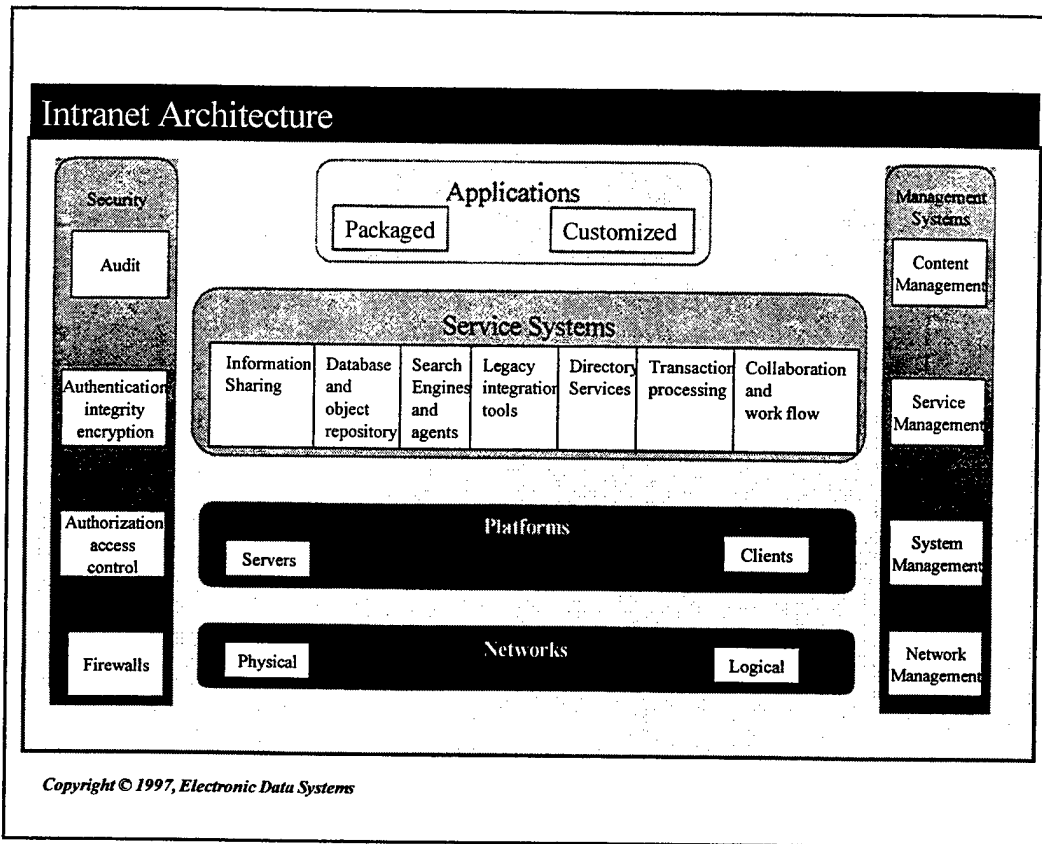 Intranet Architecture
Security
Audit
Authentication
integrity
encryption
Authorization
access
control
Firewalls
Applications
Packaged
Customized
Service Systems
Information
Sharing
Database
and
object
repository
Search
Engines
and
agents
Legacy
integration
tools
Directory
Services
Transaction
processing
Collaboration
and
work flow
Platforms
Servers
Clients
Networks
Physical
Logical
Management
Systems
Content
Management
Service
Management
System
Management
Network
Management
Copyright © 1997, Electronic Data Systems